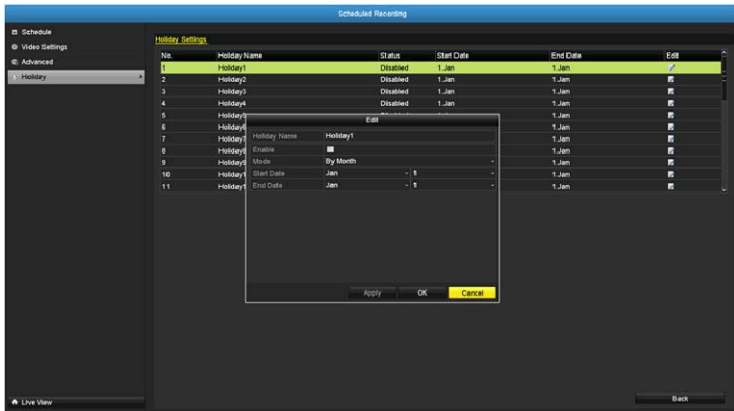 Scheduled Recording
Schedule
Video Settings
Advanced
Holiday
Live View
Holiday Settings
No. Holiday Name Status Start Date End Date Edit
1 Holiday1 Disabled 1.Jan 1.Jan
2 Holiday2 Disabled 1.Jan 1.Jan
3 Holiday3 Disabled 1.Jan 1.Jan
4 Holiday4 Disabled 1.Jan 1.Jan
5 1.Jan
6 1.Jan
7 1.Jan
8 1.Jan
9 1.Jan
10 1.Jan
11 1.Jan
Edit
Holiday Name Holiday1
Enable
Mode By Month
Start Date Jan 1
End Date Jan 1
Apply OK Cancel
Back